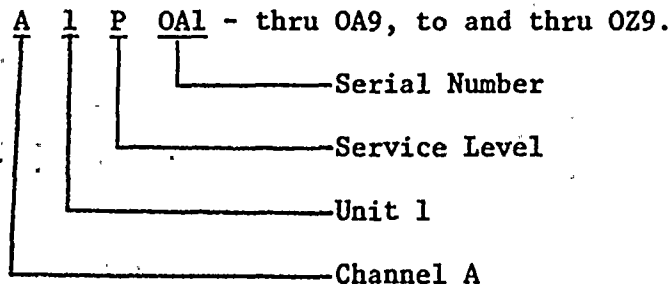 A 1 P OA1 - thru OA9, to and thru OZ9.
Serial Number
Service Level
Unit 1
Channel A